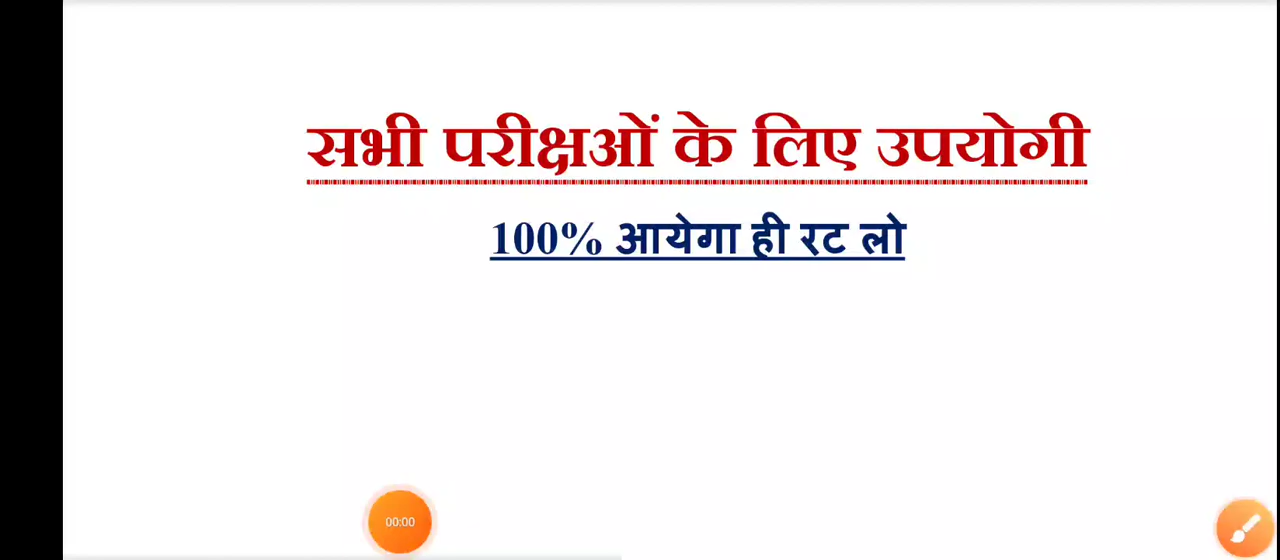 सभी परीक्षओं के लिए उपयोगी
100% आयेगा ही रट लो
00:00